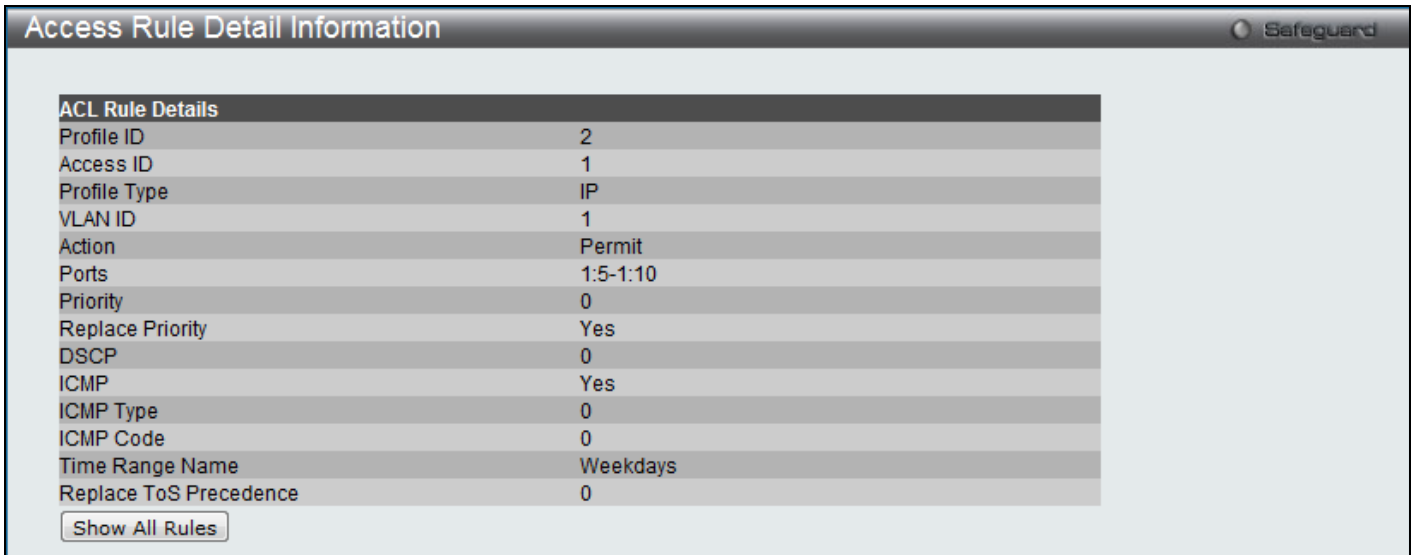 Access Rule Detail Information Safeguard
ACL Rule Details
Profile ID 2
Access ID 1
Profile Type IP
VLAN ID 1
Action Permit
Ports 1:5-1:10
Priority 0
Replace Priority Yes
DSCP 0
ICMP Yes
ICMP Type 0
ICMP Code 0
Time Range Name Weekdays
Replace ToS Precedence 0
Show All Rules